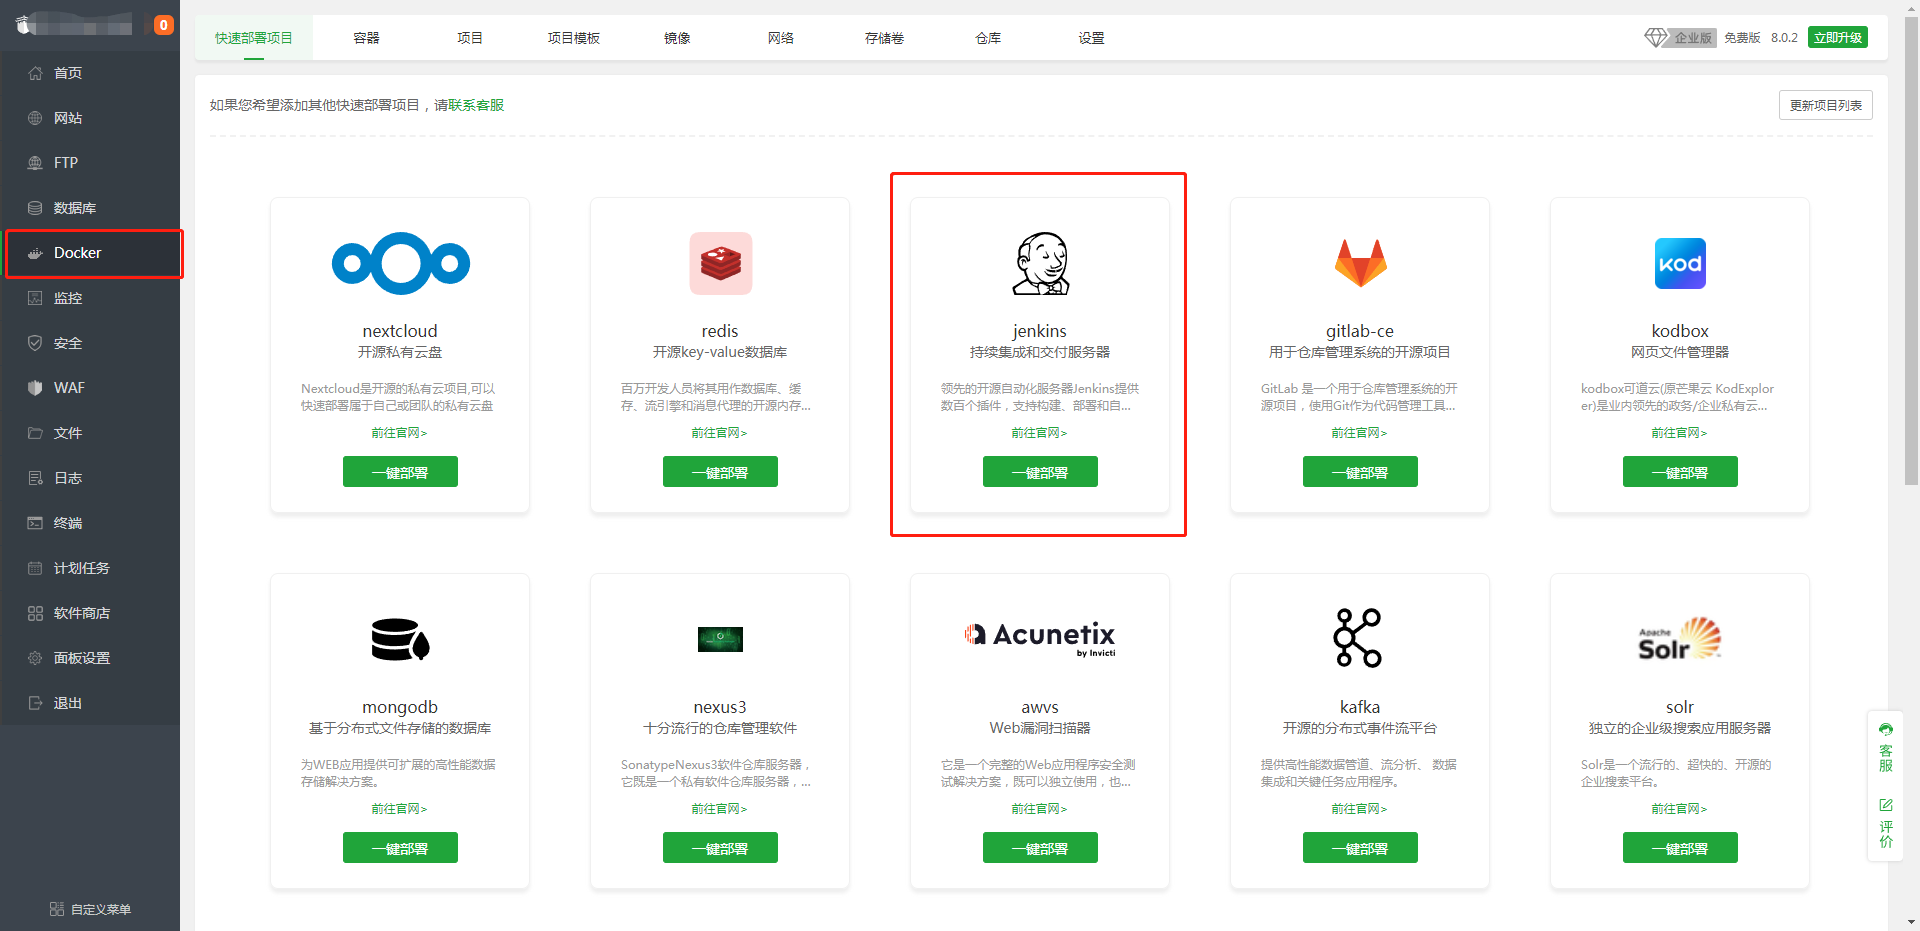 0
首页
网站
FTP
数据库
Docker
监控
安全
WAF
文件
日志
终端
计划任务
软件商店
面板设置
退出
自定义菜单
快速部署项目
容器
项目
项目模板
镜像
网络
存储卷
仓库
设置
企业版
免费版
8.0.2
立即升级
如果您希望添加其他快速部署项目，请联系客服
更新项目列表
nextcloud
开源私有云盘
Nextcloud是开源的私有云项目,可以
快速部署属于自己或团队的私有云盘
前往官网>
一键部署
redis
开源key-value数据库
百万开发人员将其用作数据库、缓
存、流引擎和消息代理的开源内存...
前往官网>
一键部署
jenkins
持续集成和交付服务器
领先的开源自动化服务器Jenkins提供
数百个插件，支持构建、部署和自...
前往官网>
一键部署
gitlab-ce
用于仓库管理系统的开源项目
GitLab 是一个用于仓库管理系统的开
源项目，使用Git作为代码管理工具...
前往官网>
一键部署
KOD
kodbox
网页文件管理器
kodbox可道云(原芒果云 KodExplor
er)是业内领先的政务/企业私有云...
前往官网>
一键部署
mongodb
基于分布式文件存储的数据库
为WEB应用提供可扩展的高性能数据
存储解决方案。
前往官网>
一键部署
nexus3
十分流行的仓库管理软件
SonatypeNexus3软件仓库服务器，
它既是一个私有软件仓库服务器，...
前往官网>
一键部署
Acunetix
by Invicti
awvs
Web漏洞扫描器
它是一个完整的Web应用程序安全测
试解决方案，既可以独立使用，也...
前往官网>
一键部署
kafka
开源的分布式事件流平台
提供高性能数据管道、流分析、 数据
集成和关键任务应用程序。
前往官网>
一键部署
Apache
Solr
solr
独立的企业级搜索应用服务器
Solr是一个流行的、超快的、开源的
企业搜索平台。
前往官网>
一键部署
客服
评价